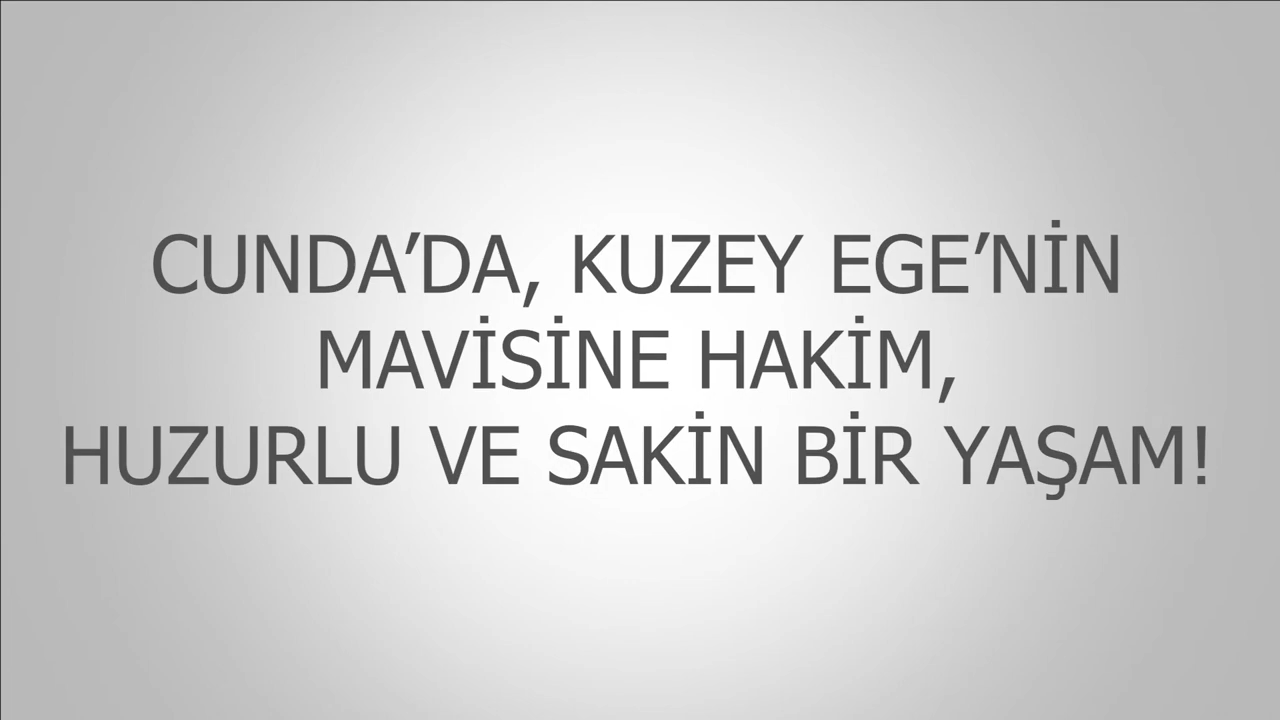 CUNDA’DA, KUZEY EGE’NİN
MAVİSİNE HAKİM,
HUZURLU VE SAKİN BİR YAŞAM!